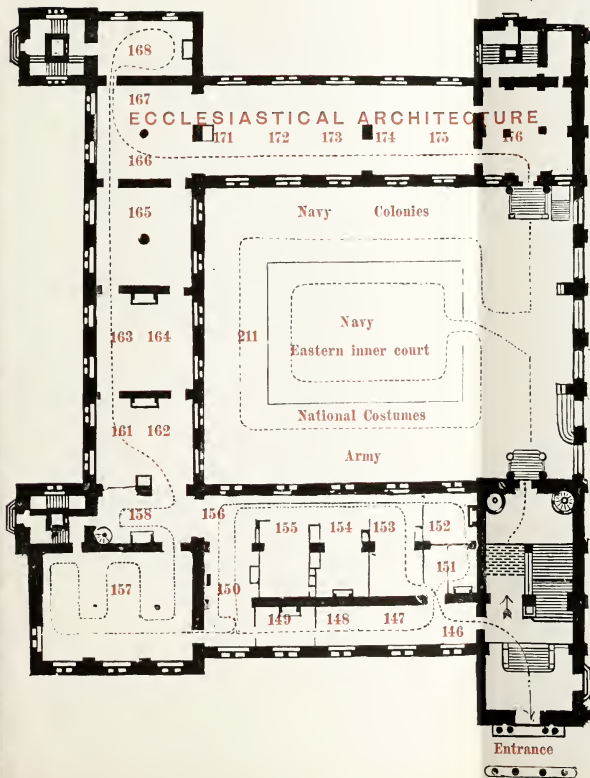 168
167
ECCLESIASTICAL ARCHITECTURE
171 172 173 174 175 176
166
165
Navy Colonies
163 164
211
Navy
Eastern inner court
National Costumes
161 162
Army
158
156
155 154 153 152
151
157
150
149 148 147
146
Entrance